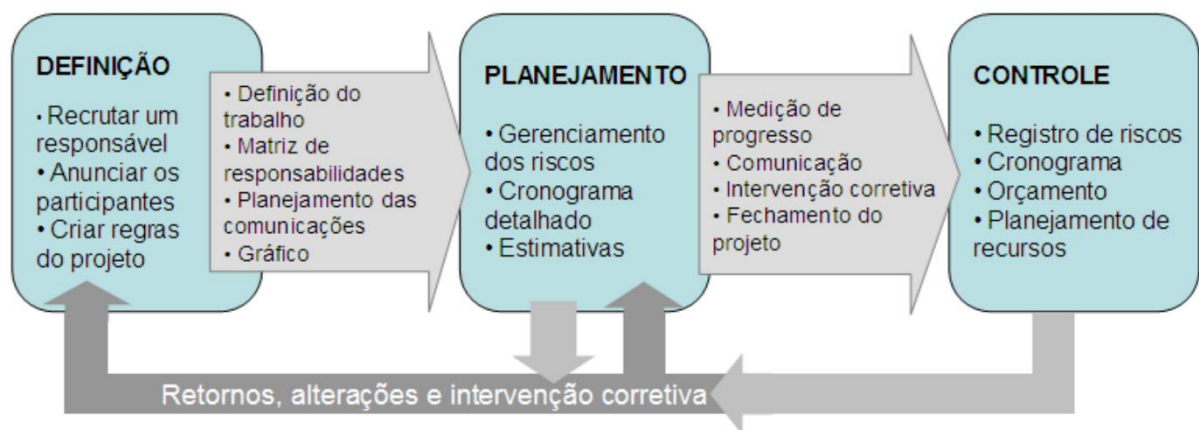 DEFINIÇÃO
• Recrutar um
responsável
• Anunciar os
participantes
• Criar regras
do projeto
• Definição do
trabalho
• Matriz de
responsabilidades
• Planejamento das
comunicações
• Gráfico
PLANEJAMENTO
• Gerenciamento
dos riscos
• Cronograma
detalhado
• Estimativas
• Medição de
progresso
• Comunicação
• Intervenção corretiva
• Fechamento do
projeto
CONTROLE
• Registro de riscos
• Cronograma
• Orçamento
• Planejamento de
recursos
Retornos, alterações e intervenção corretiva